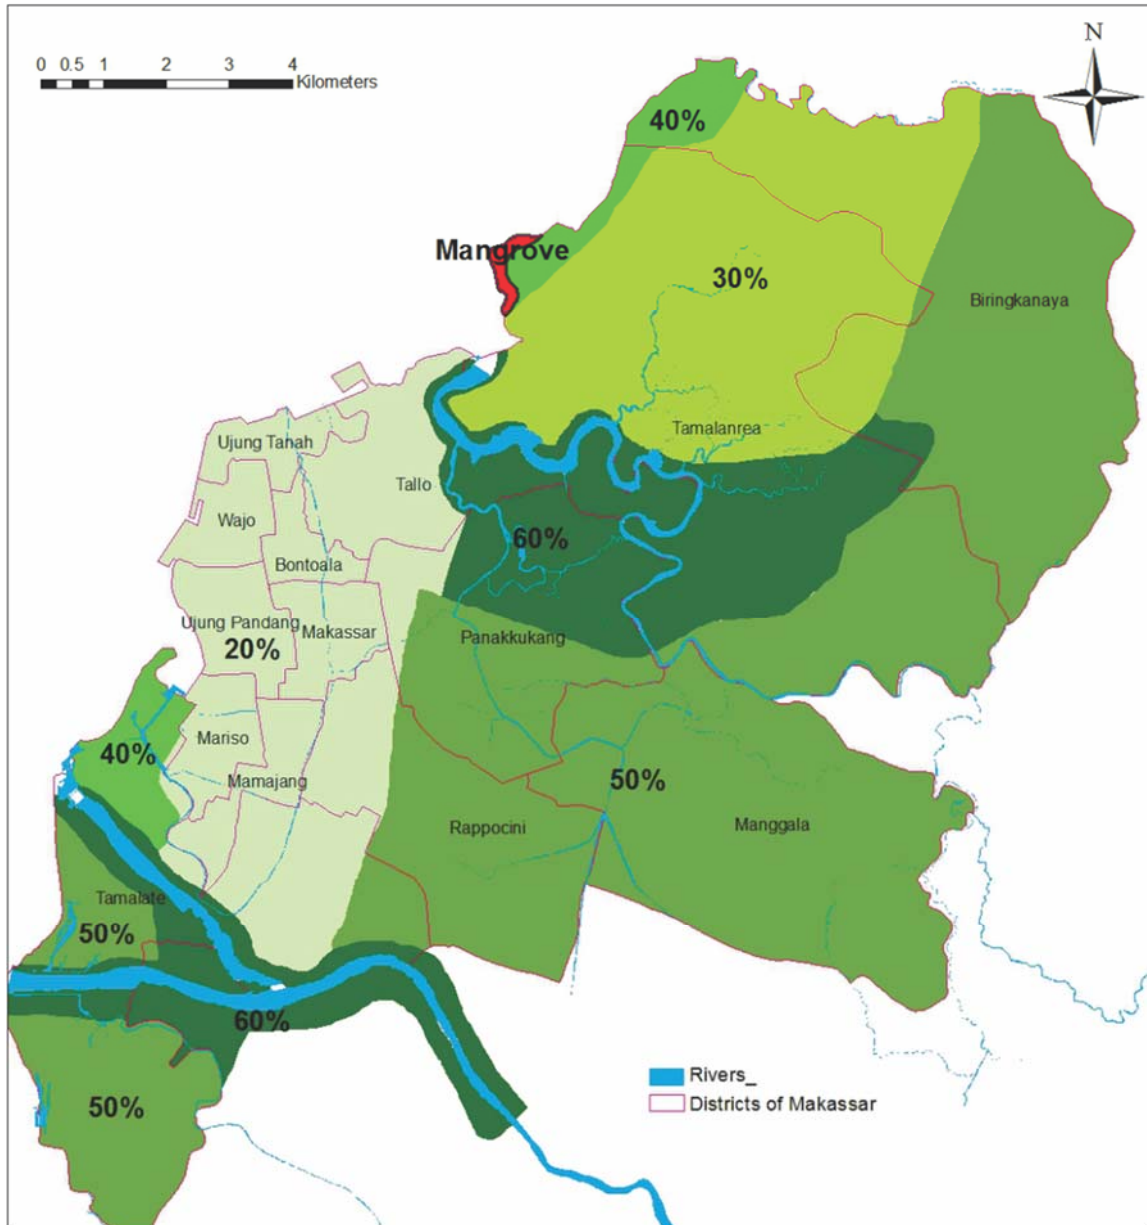 N
0 0.5 1 2 3 4
Kilometers
40%
Mangrove
30%
Biringkanaya
Tamalanrea
Ujung Tanah
Tallo
Wajo
60%
Bontoala
Ujung Pandang
Makassar
Panakkukang
20%
Mariso
40%
Mamajang
50%
Rappocini
Manggala
Tamalate
50%
60%
50%
Rivers_
Districts of Makassar